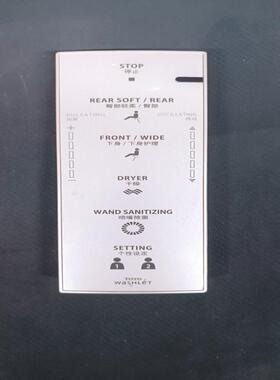 STOP
停止
REAR SOFT / REAR
臀部轻柔 / 臀部
PULSATING
OSCILLATING
FRONT / WIDE
下身 / 下身护理
DRYER
干燥
WAND SANITIZING
喷嘴除菌
SETTING
个性设定
1 2
TOTO
WASHLET